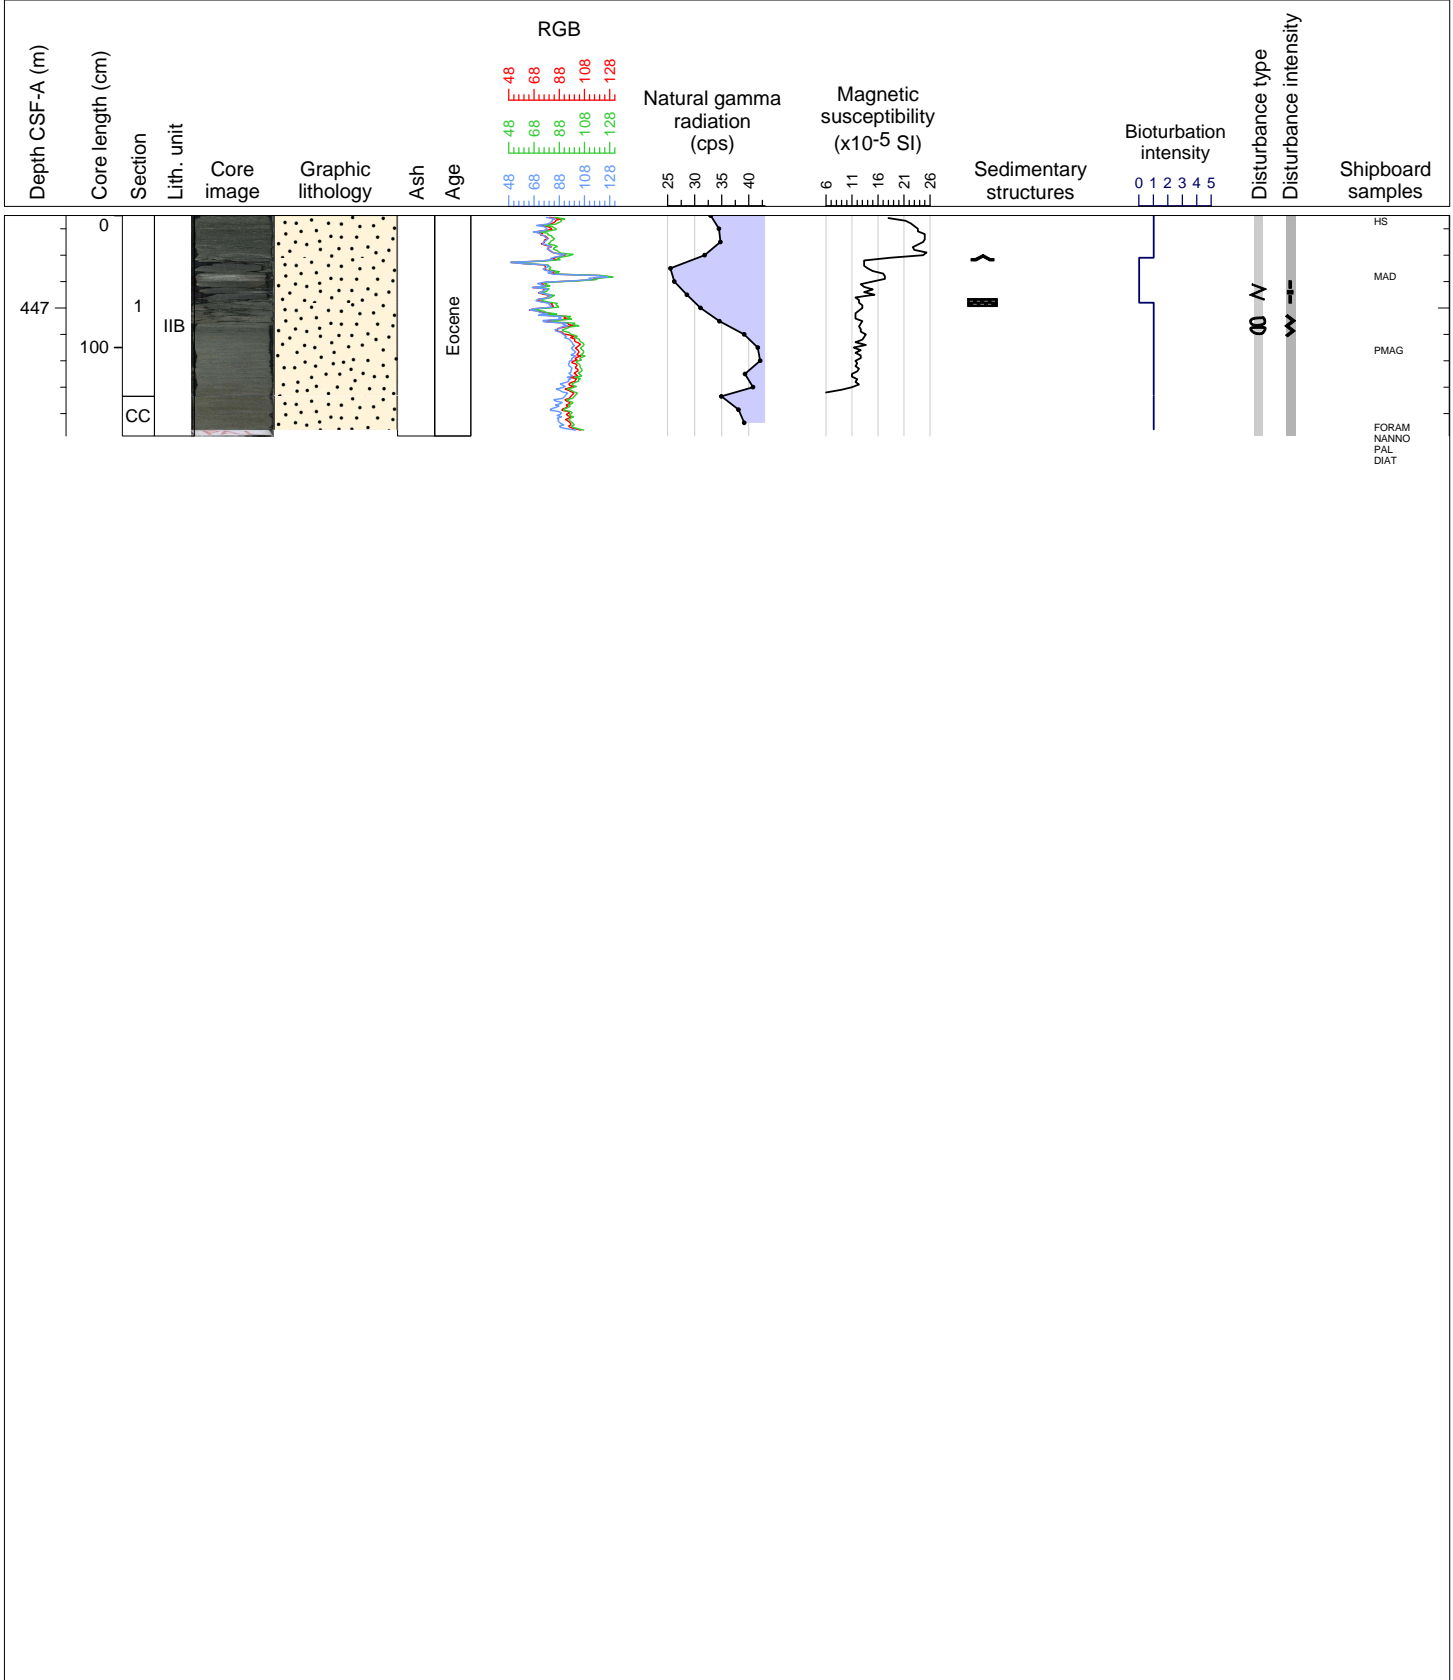 Depth CSF-A (m)
Core length (cm)
Section
Lith. unit
Core
image
Graphic
lithology
Ash
Age
RGB
48 68 88 108 128
48 68 88 108 128
48 68 88 108 128
Natural gamma
radiation
(cps)
25 30 35 40
Magnetic
susceptibility
(x10-5 SI)
6 11 16 21 26
Sedimentary
structures
Bioturbation
intensity
0 1 2 3 4 5
Disturbance type
Disturbance intensity
Shipboard
samples
0
447
100
1
CC
IIB
Eocene
HS
MAD
PMAG
FORAM
NANNO
PAL
DIAT